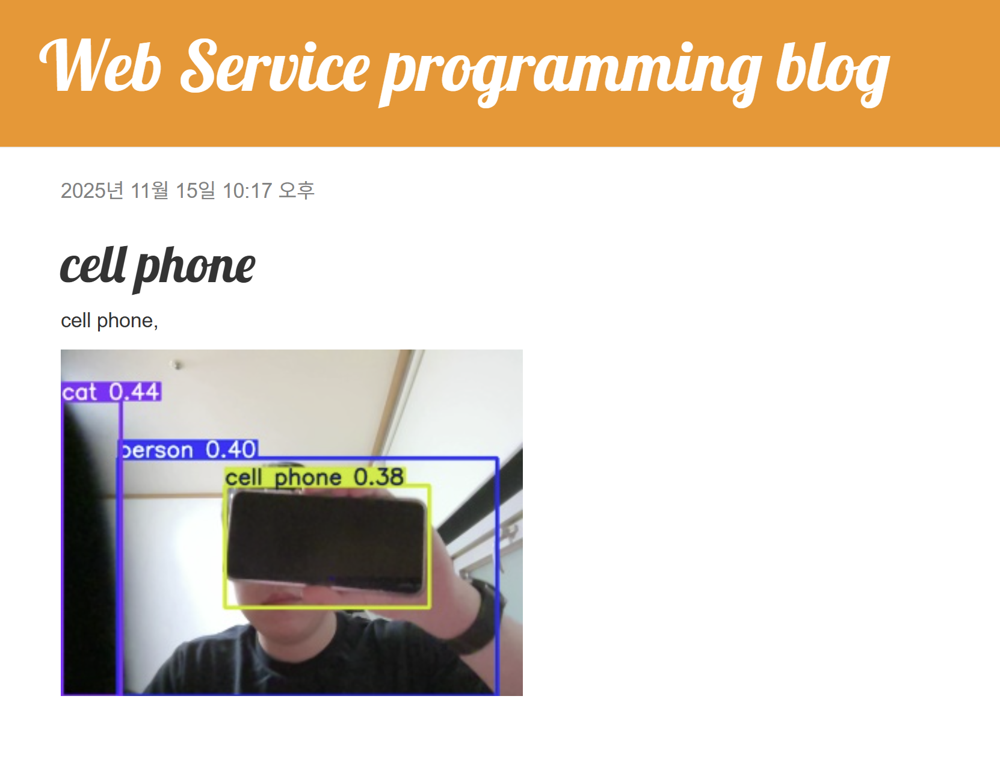 Web Service programming blog
2025년 11월 15일 10:17 오후
cell phone
cell phone,
cat 0.44
person 0.40
cell phone 0.38